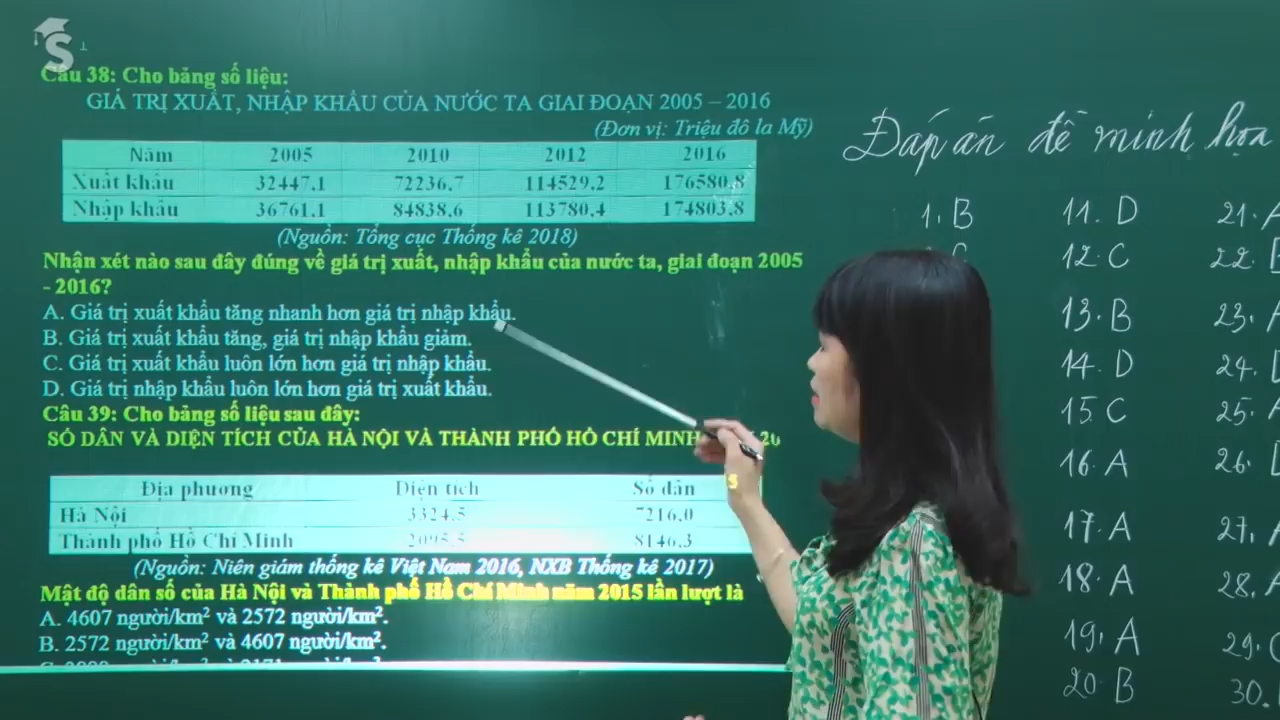 S
Câu 38: Cho bảng số liệu:
GIÁ TRỊ XUẤT, NHẬP KHẨU CỦA NƯỚC TA GIAI ĐOẠN 2005 – 2016
(Đơn vị: Triệu đô la Mỹ)
Năm 2005 2010 2012 2016
Xuất khẩu 32447,1 72236,7 114529,2 176580,8
Nhập khẩu 36761,1 84838,6 113780,4 174803,8
(Nguồn: Tổng cục Thống kê 2018)
Nhận xét nào sau đây đúng về giá trị xuất, nhập khẩu của nước ta, giai đoạn 2005
- 2016?
A. Giá trị xuất khẩu tăng nhanh hơn giá trị nhập khẩu.
B. Giá trị xuất khẩu tăng, giá trị nhập khẩu giảm.
C. Giá trị xuất khẩu luôn lớn hơn giá trị nhập khẩu.
D. Giá trị nhập khẩu luôn lớn hơn giá trị xuất khẩu.
Câu 39: Cho bảng số liệu sau đây:
SỐ DÂN VÀ DIỆN TÍCH CỦA HÀ NỘI VÀ THÀNH PHỐ HỒ CHÍ MINH
Địa phương Diện tích Số dân
Hà Nội 3324,5 7216,0
Thành phố Hồ Chí Minh 2095,5 8146,3
(Nguồn: Niên giám thống kê Việt Nam 2016, NXB Thống kê 2017)
Mật độ dân số của Hà Nội và Thành phố Hồ Chí Minh năm 2015 lần lượt là
A. 4607 người/km² và 2572 người/km².
B. 2572 người/km² và 4607 người/km².
Đáp án đề minh họa
1. B 11. D 21. A
12. C 22.
13. B 23. A
14. D 24.
15 C 25. A
16. A 26.
17. A 27. A
18. A 28. A
19. A 29.
20. B 30.